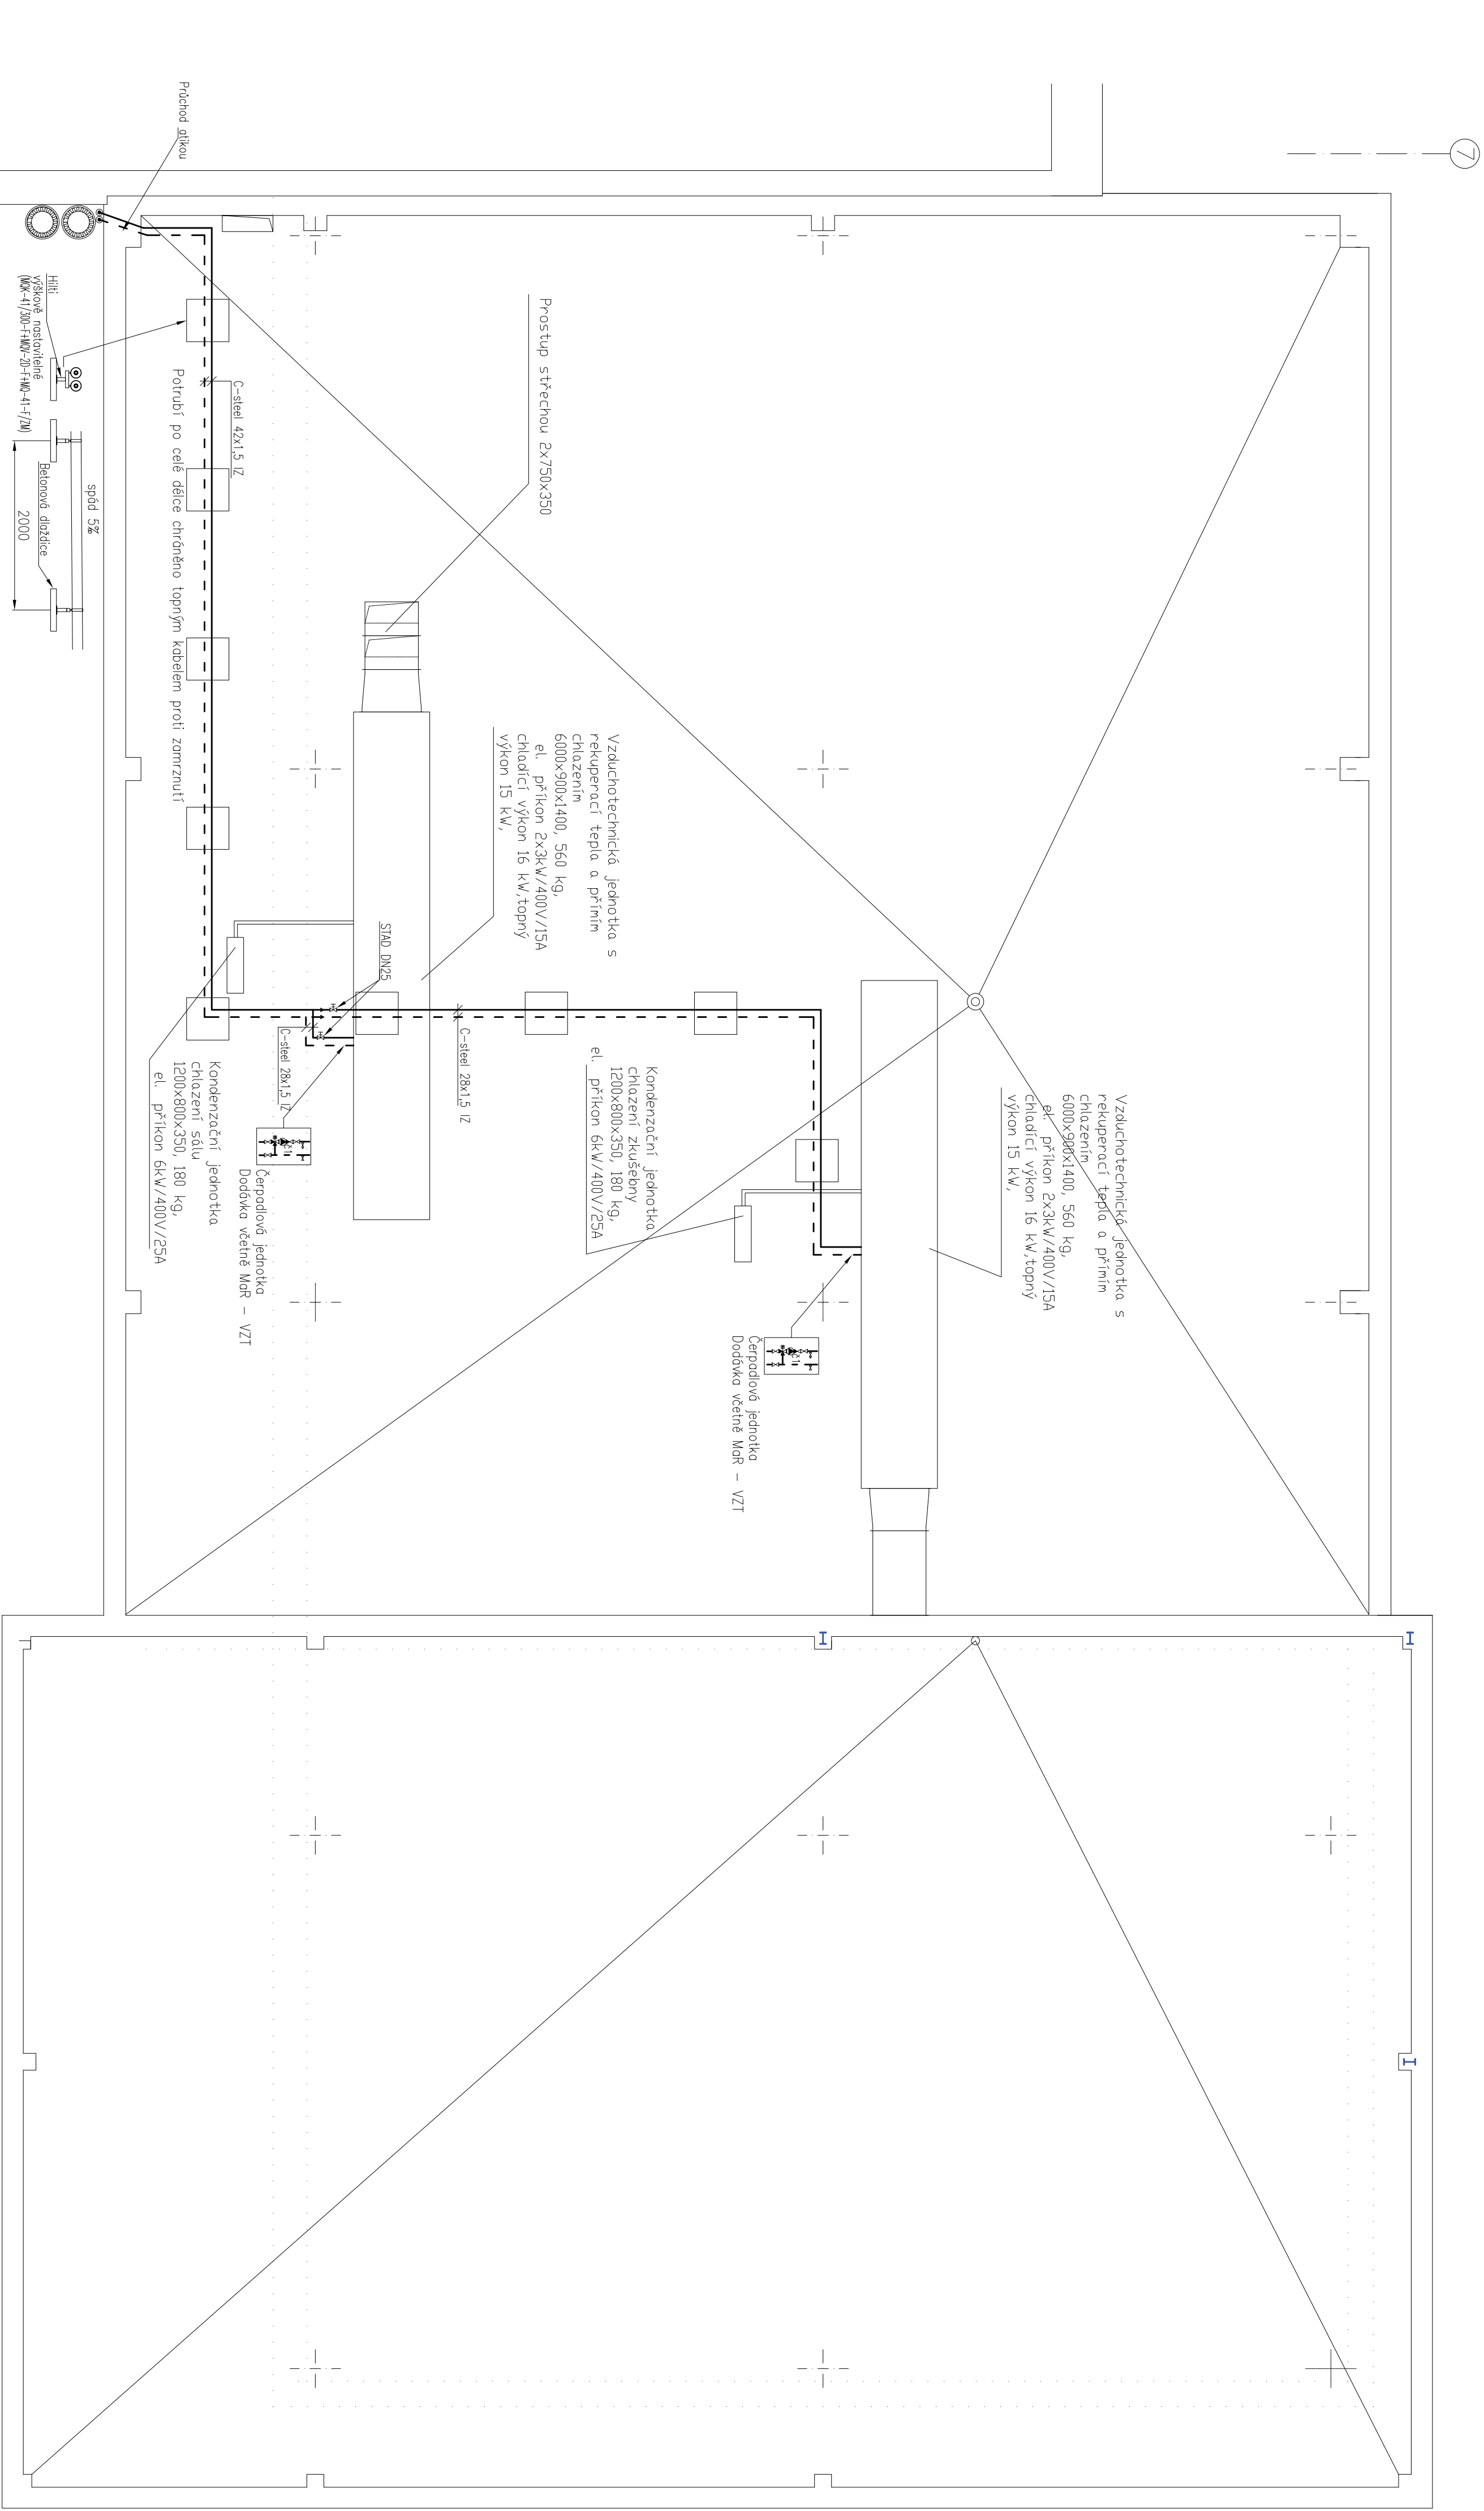 7
Průchod atikou
Prostup střechou 2x750x350
C-steel 42x1,5 IZ
Potrubí po celé délce chráněno topným kabelem proti zamrznutí
Hilti
výškově nastavitelné
(MQK-41/300-F+MQV-2D-F+MQ-41-F/ZM)
spád 5‰
Betonová dlaždice
2000
Vzduchotechnická jednotka s
rekuperací tepla a přímím
chlazením
6000x900x1400, 560 kg,
el. příkon 2x3kW/400V/15A
chladící výkon 16 kW,topný
výkon 15 kW,
STAD DN25
Vzduchotechnická jednotka s
rekuperací tepla a přímím
chlazením
6000x900x1400, 560 kg,
el. příkon 2x3kW/400V/15A
chladící výkon 16 kW,topný
výkon 15 kW,
C-steel 28x1,5 IZ
C-steel 28x1,5 IZ
Kondenzační jednotka
chlazení zkušebny
1200x800x350, 180 kg,
el. příkon 6kW/400V/25A
Kondenzační jednotka
chlazení sálu
1200x800x350, 180 kg,
el. příkon 6kW/400V/25A
Čerpadlová jednotka
Dodávka včetně MaR - VZT
Čerpadlová jednotka
Dodávka včetně MaR - VZT